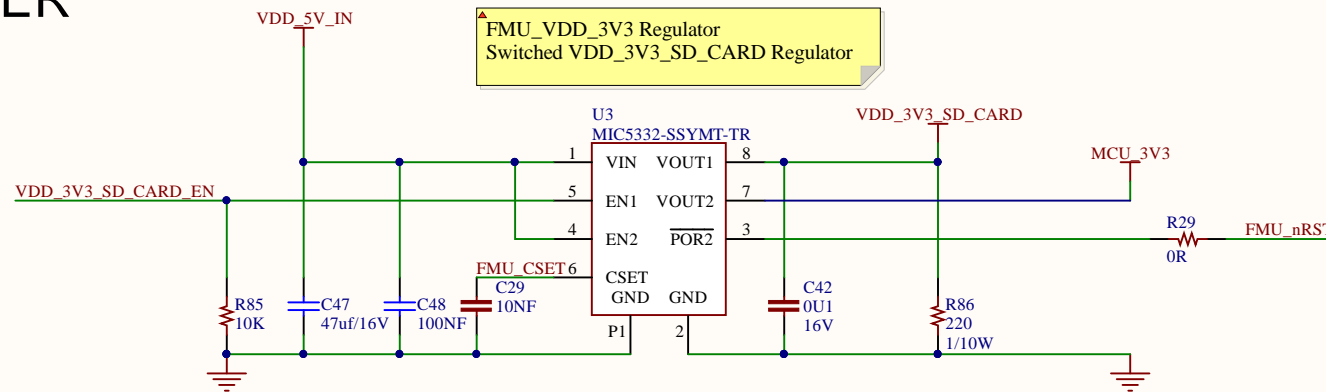 ER
VDD_5V_IN
FMU_VDD_3V3 Regulator
Switched VDD_3V3_SD_CARD Regulator
U3
MIC5332-SSYMT-TR
VDD_3V3_SD_CARD
MCU_3V3
1 VIN VOUT1 8
VDD_3V3_SD_CARD_EN
5 EN1 VOUT2 7
4 EN2 POR2 3
R29
0R
FMU_nRST
FMU_CSET 6 CSET
GND GND
P1 2
R85
10K
C47
47uf/16V
C48
100NF
C29
10NF
C42
0U1
16V
R86
220
1/10W